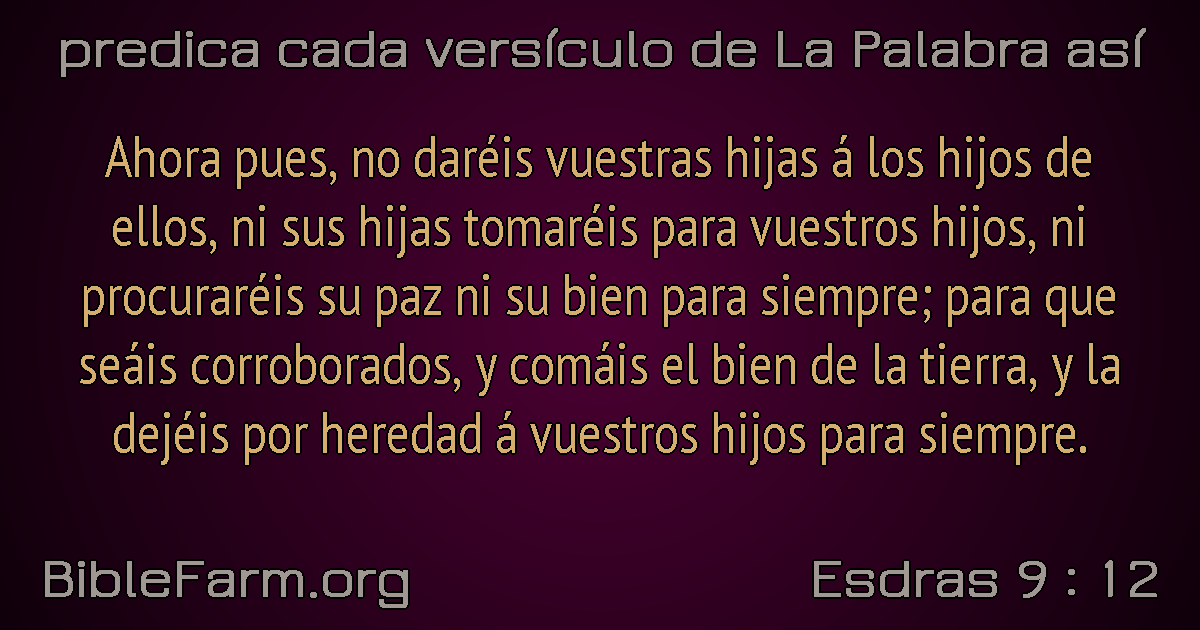 predica cada versículo de La Palabra así
Ahora pues, no daréis vuestras hijas á los hijos de
ellos, ni sus hijas tomaréis para vuestros hijos, ni
procuraréis su paz ni su bien para siempre; para que
seáis corroborados, y comáis el bien de la tierra, y la
dejéis por heredad á vuestros hijos para siempre.
BibleFarm.org
Esdras 9 : 12